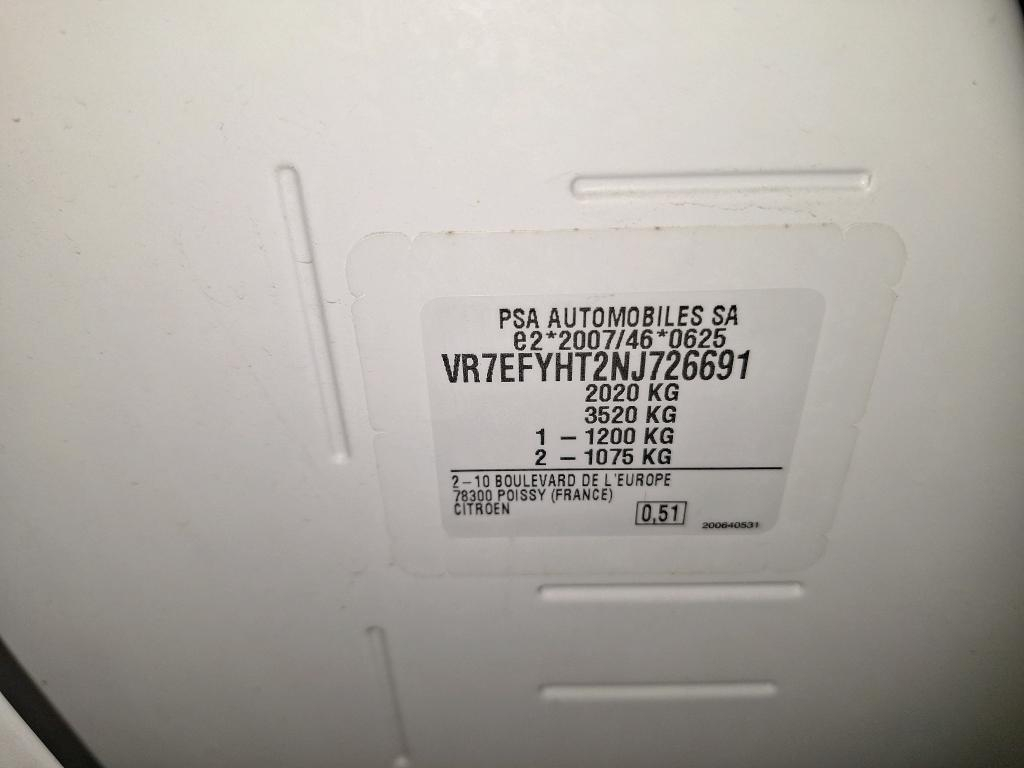 PSA AUTOMOBILES SA
e2*2007/46*0625
VR7EFYHT2NJ726691
2020 KG
3520 KG
1 – 1200 KG
2 – 1075 KG
2–10 BOULEVARD DE L'EUROPE
78300 POISSY (FRANCE)
CITROEN
0,51
200640531